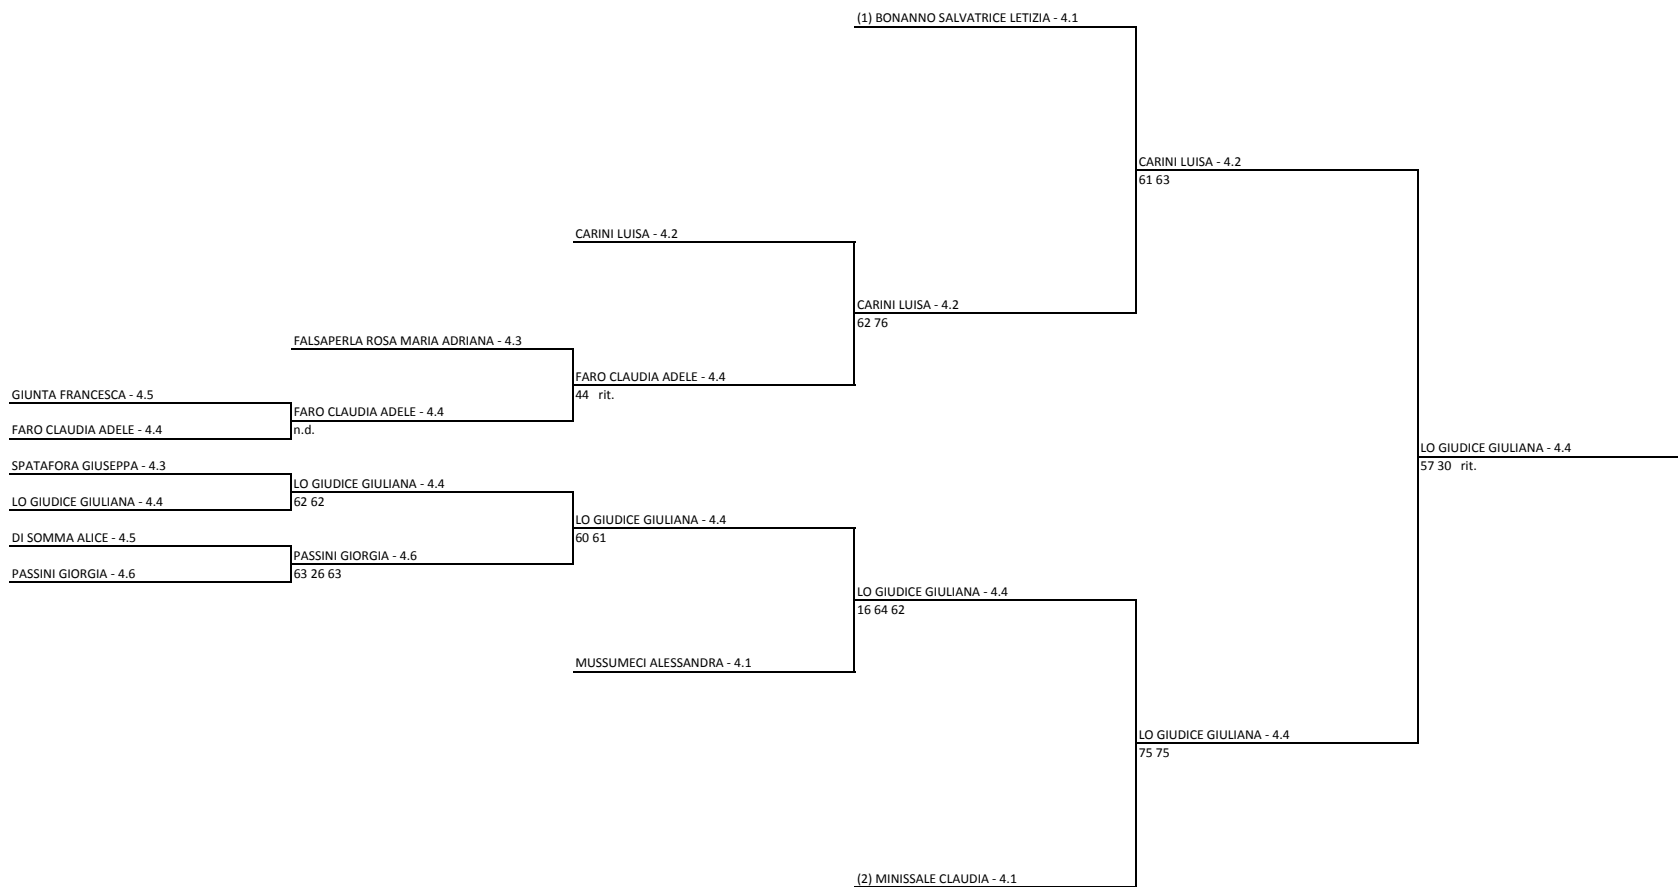 (1) BONANNO SALVATRICE LETIZIA - 4.1
CARINI LUISA - 4.2
61 63
CARINI LUISA - 4.2
CARINI LUISA - 4.2
62 76
FALSAPERLA ROSA MARIA ADRIANA - 4.3
FARO CLAUDIA ADELE - 4.4
44 rit.
GIUNTA FRANCESCA - 4.5
FARO CLAUDIA ADELE - 4.4
n.d.
FARO CLAUDIA ADELE - 4.4
LO GIUDICE GIULIANA - 4.4
57 30 rit.
SPATAFORA GIUSEPPA - 4.3
LO GIUDICE GIULIANA - 4.4
62 62
LO GIUDICE GIULIANA - 4.4
LO GIUDICE GIULIANA - 4.4
60 61
DI SOMMA ALICE - 4.5
PASSINI GIORGIA - 4.6
63 26 63
PASSINI GIORGIA - 4.6
LO GIUDICE GIULIANA - 4.4
16 64 62
MUSSUMECI ALESSANDRA - 4.1
LO GIUDICE GIULIANA - 4.4
75 75
(2) MINISSALE CLAUDIA - 4.1